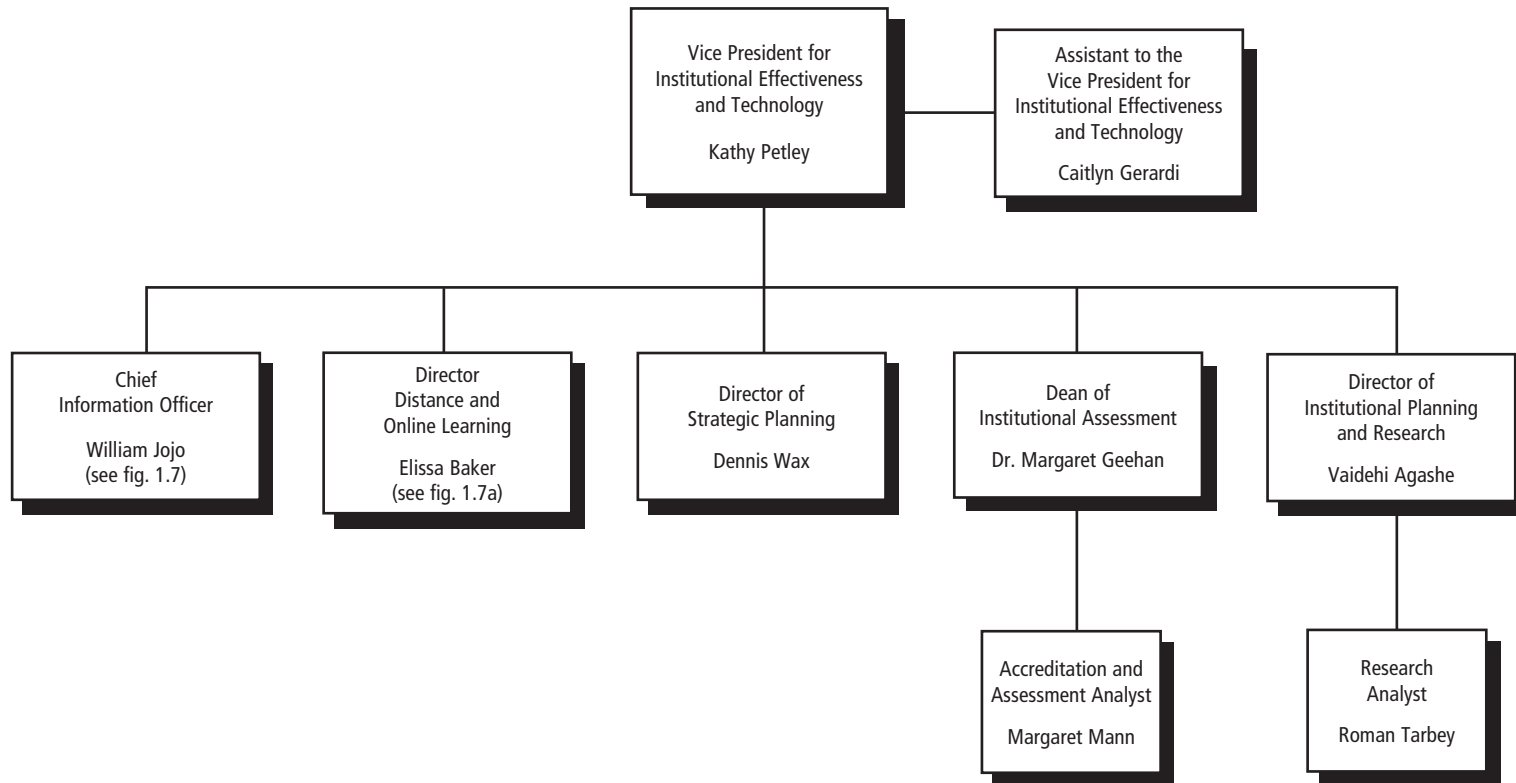 Vice President for
Institutional Effectiveness
and Technology
Kathy Petley
Assistant to the
Vice President for
Institutional Effectiveness
and Technology
Caitlyn Gerardi
Chief
Information Officer
William Jojo
(see fig. 1.7)
Director
Distance and
Online Learning
Elissa Baker
(see fig. 1.7a)
Director of
Strategic Planning
Dennis Wax
Dean of
Institutional Assessment
Dr. Margaret Geehan
Director of
Institutional Planning
and Research
Vaidehi Agashe
Accreditation and
Assessment Analyst
Margaret Mann
Research
Analyst
Roman Tarbey